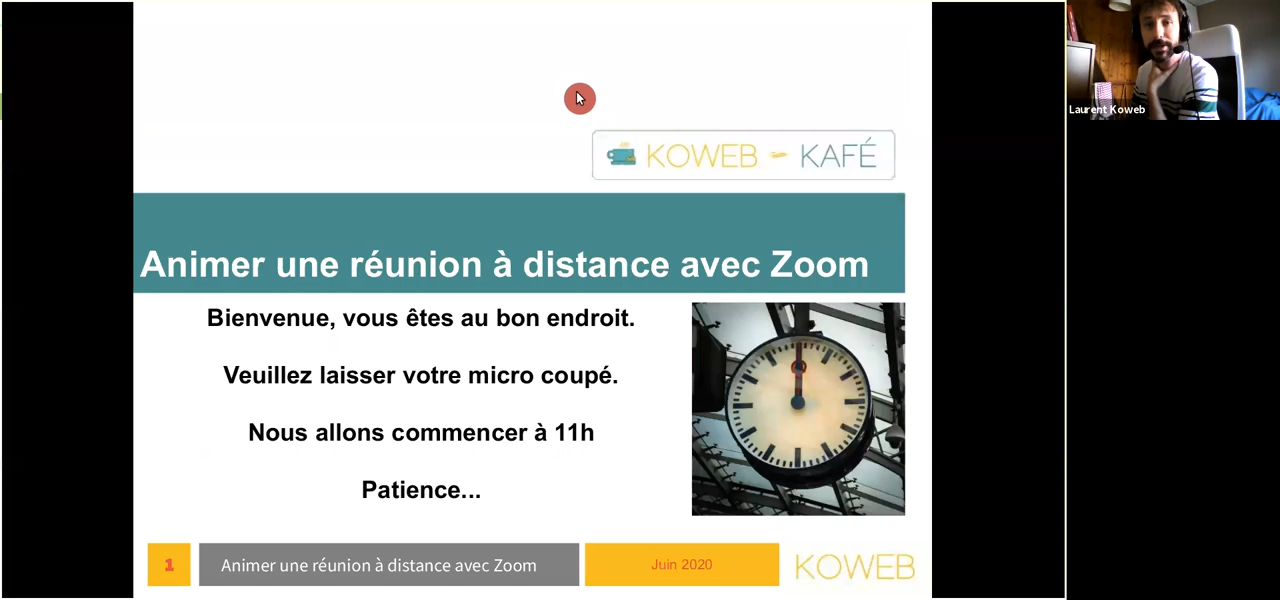 Laurent Koweb
KOWEB - KAFÉ
Animer une réunion à distance avec Zoom
Bienvenue, vous êtes au bon endroit.
Veuillez laisser votre micro coupé.
Nous allons commencer à 11h
Patience...
1
Animer une réunion à distance avec Zoom
Juin 2020
KOWEB